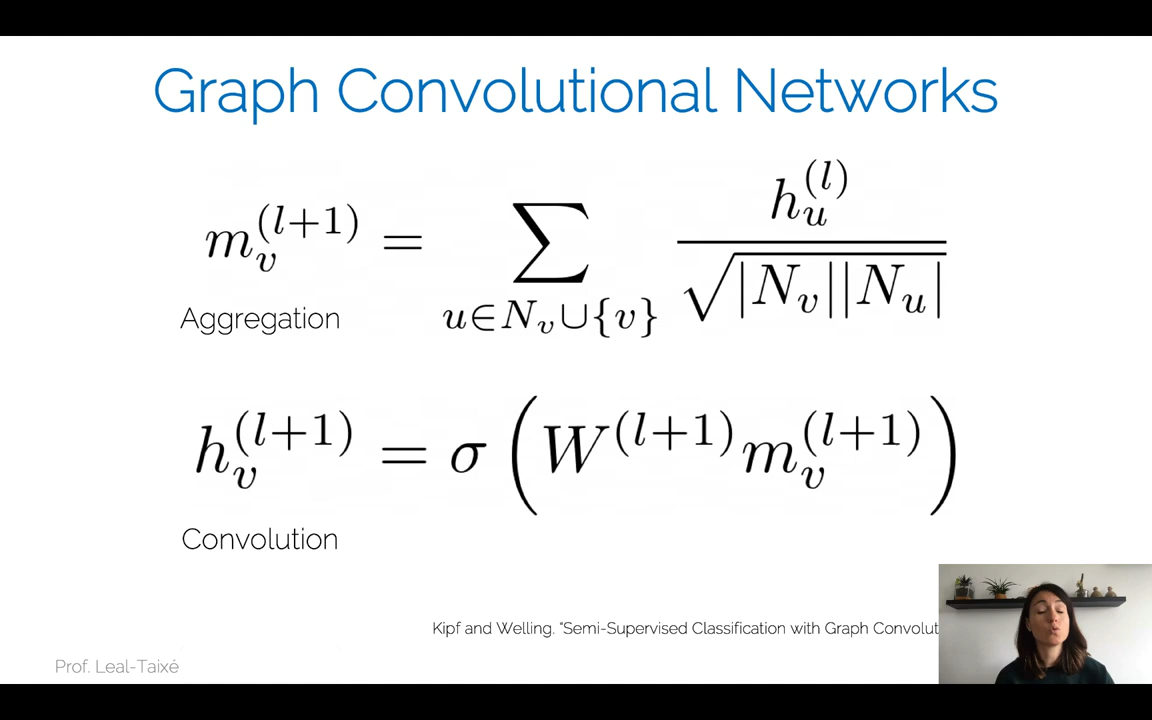 Graph Convolutional Networks
m_v^{(l+1)} = \sum_{u \in N_v \cup \{v\}} \frac{h_u^{(l)}}{\sqrt{|N_v||N_u|}}
Aggregation
h_v^{(l+1)} = \sigma \left( W^{(l+1)} m_v^{(l+1)} \right)
Convolution
Kipf and Welling. "Semi-Supervised Classification with Graph Convolut
Prof. Leal-Taixé